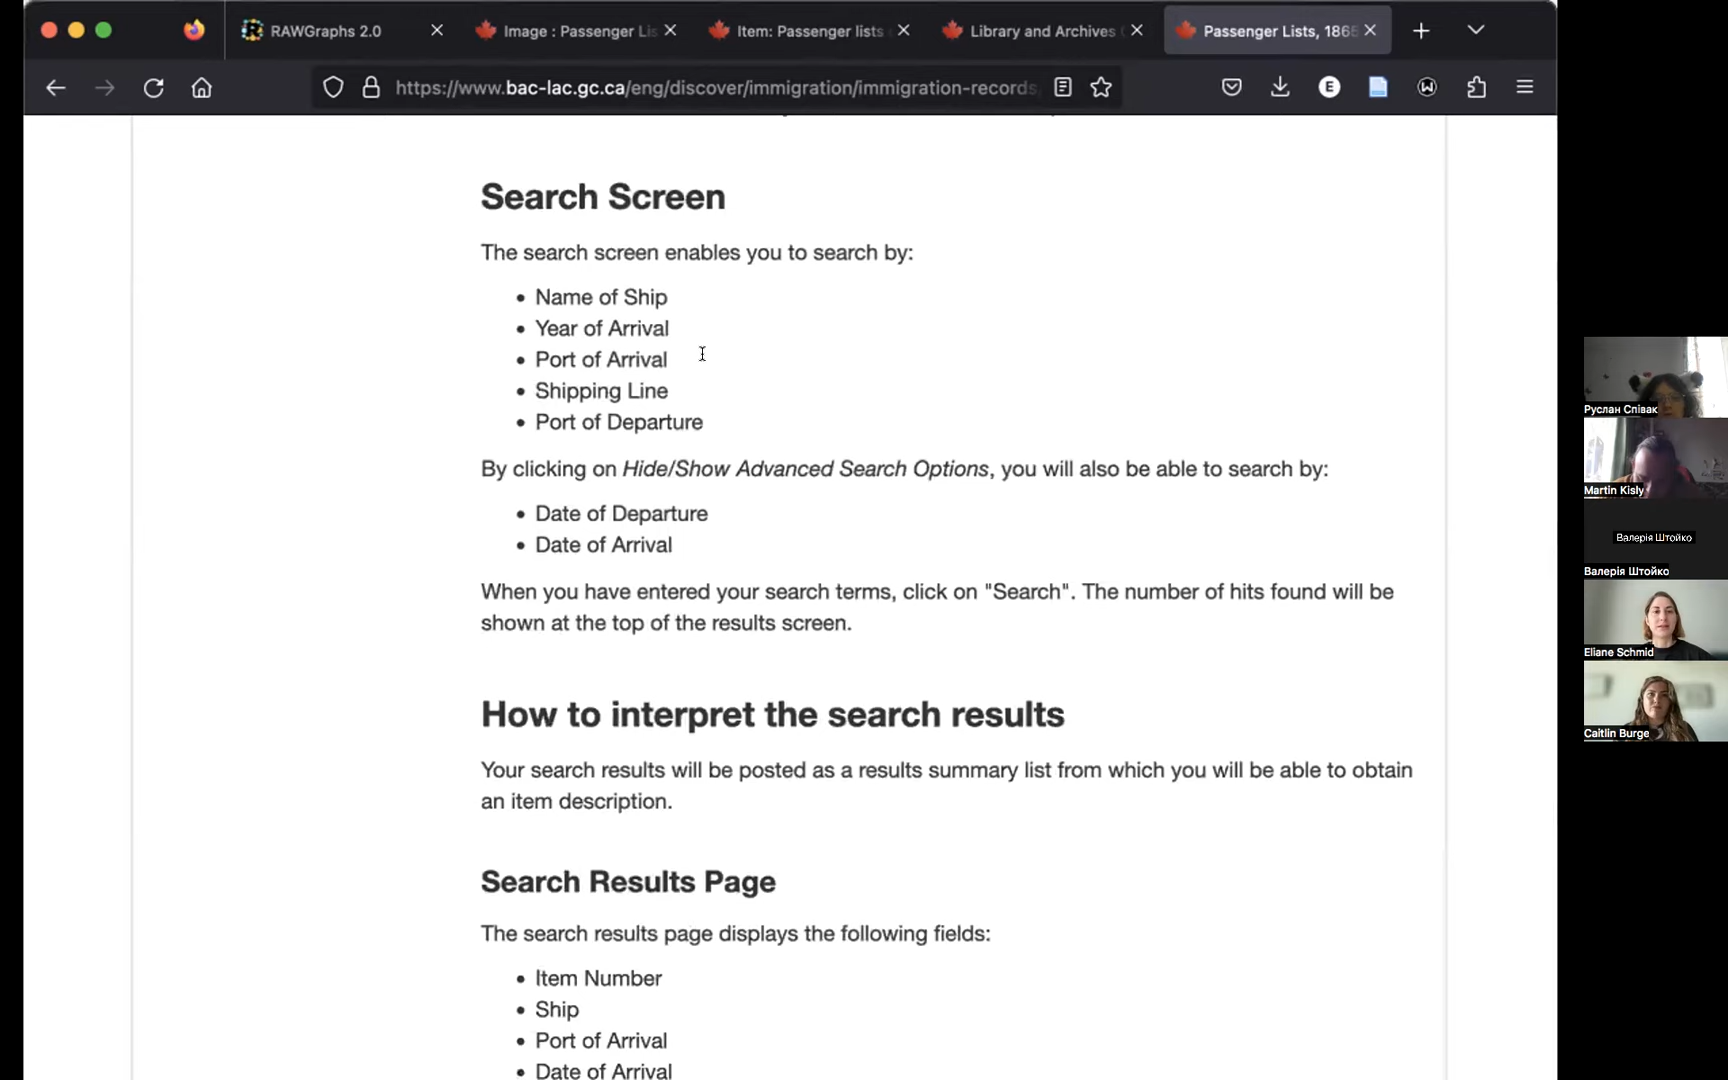 RAWGraphs 2.0
Image : Passenger Lis
Item: Passenger lists
Library and Archives
Passenger Lists, 1865
https://www.bac-lac.gc.ca/eng/discover/immigration/immigration-records
E
Search Screen
The search screen enables you to search by:
• Name of Ship
• Year of Arrival
• Port of Arrival
• Shipping Line
• Port of Departure
By clicking on Hide/Show Advanced Search Options, you will also be able to search by:
• Date of Departure
• Date of Arrival
When you have entered your search terms, click on "Search". The number of hits found will be
shown at the top of the results screen.
How to interpret the search results
Your search results will be posted as a results summary list from which you will be able to obtain
an item description.
Search Results Page
The search results page displays the following fields:
• Item Number
• Ship
• Port of Arrival
• Date of Arrival
Руслан Співак
Martin Kisly
Валерія Штойко
Валерія Штойко
Eliane Schmid
Caitlin Burge